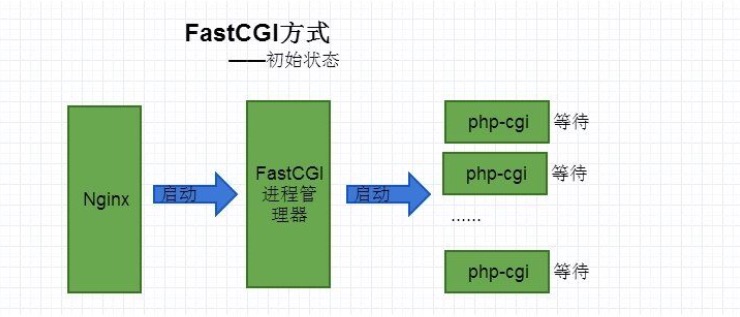 FastCGI方式
——初始状态
Nginx
启动
FastCGI
进程管
理器
启动
php-cgi 等待
php-cgi 等待
......
php-cgi 等待